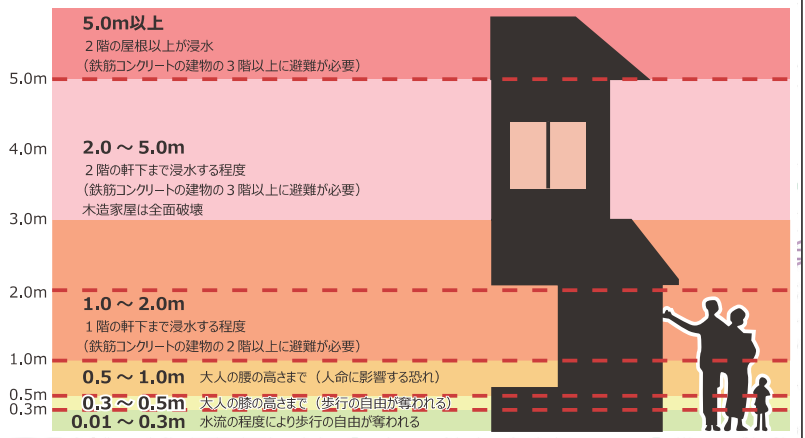 5.0m以上
2階の屋根以上が浸水
(鉄筋コンクリートの建物の3階以上に避難が必要)
5.0m
4.0m
2.0～5.0m
2階の軒下まで浸水する程度
(鉄筋コンクリートの建物の3階以上に避難が必要)
木造家屋は全面破壊
3.0m
2.0m
1.0～2.0m
1階の軒下まで浸水する程度
(鉄筋コンクリートの建物の2階以上に避難が必要)
1.0m
0.5～1.0m 大人の腰の高さまで(人命に影響する恐れ)
0.5m
0.3～0.5m 大人の膝の高さまで(歩行の自由が奪われる)
0.3m
0.01～0.3m 水流の程度により歩行の自由が奪われる